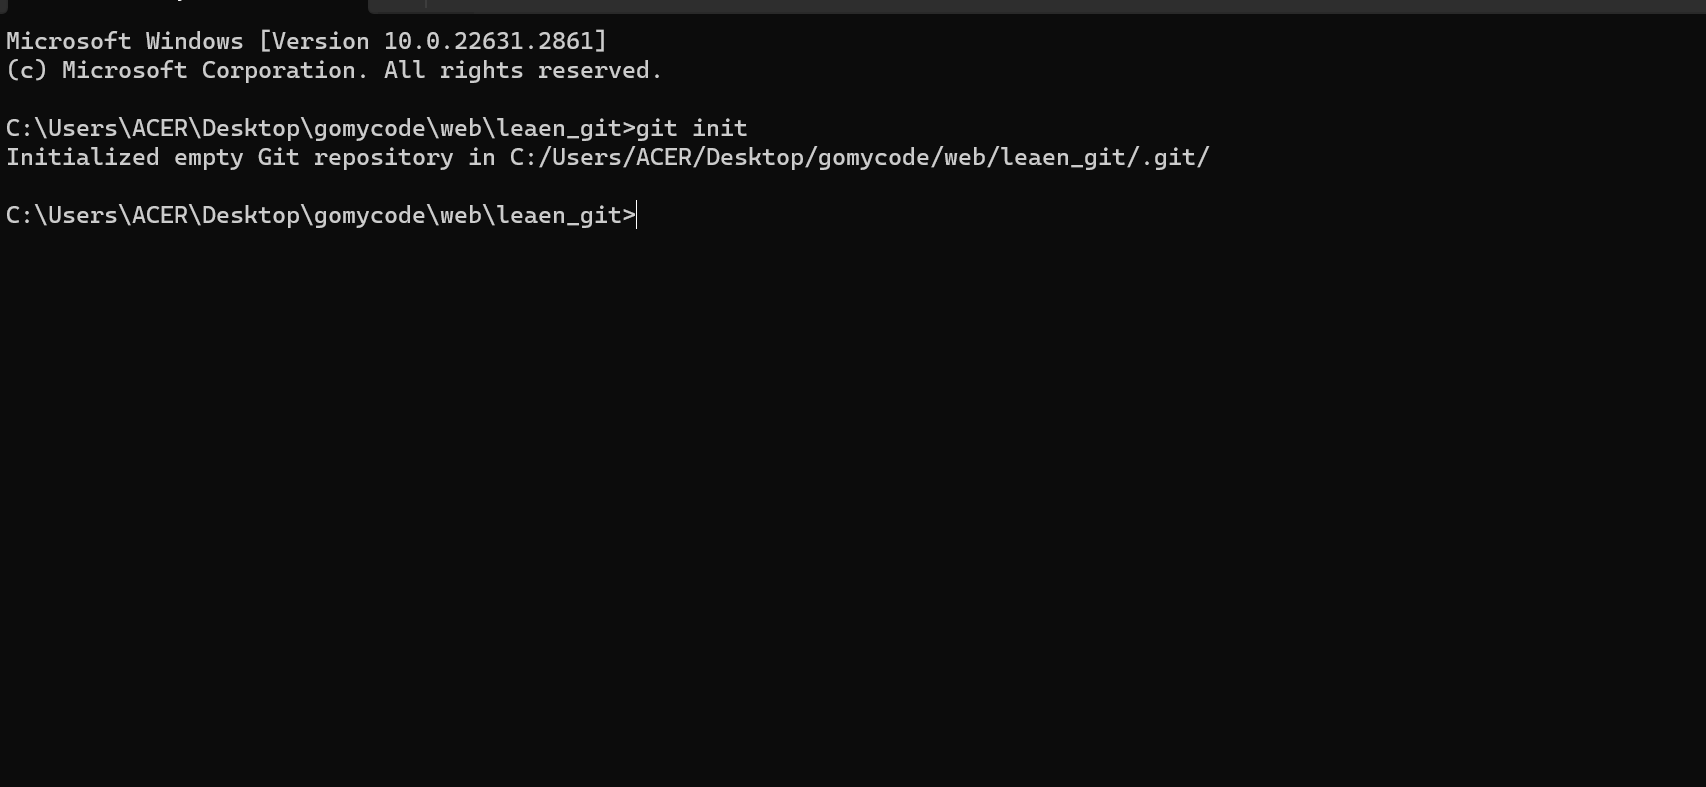 Microsoft Windows [Version 10.0.22631.2861]
(c) Microsoft Corporation. All rights reserved.
C:\Users\ACER\Desktop\gomycode\web\leaen_git>git init
Initialized empty Git repository in C:/Users/ACER/Desktop/gomycode/web/leaen_git/.git/
C:\Users\ACER\Desktop\gomycode\web\leaen_git>